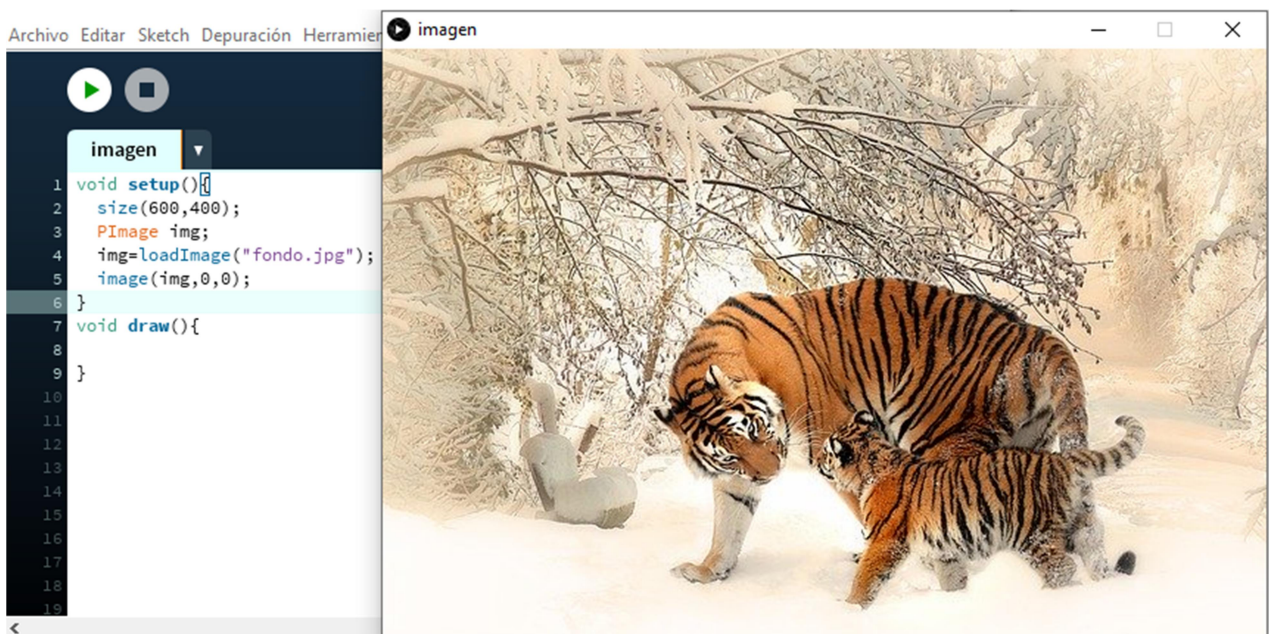 Archivo Editar Sketch Depuración Herramien
imagen
imagen
1 void setup(){
2 size(600,400);
3 PImage img;
4 img=loadImage("fondo.jpg");
5 image(img,0,0);
6 }
7 void draw(){
8
9 }
10
11
12
13
14
15
16
17
18
19